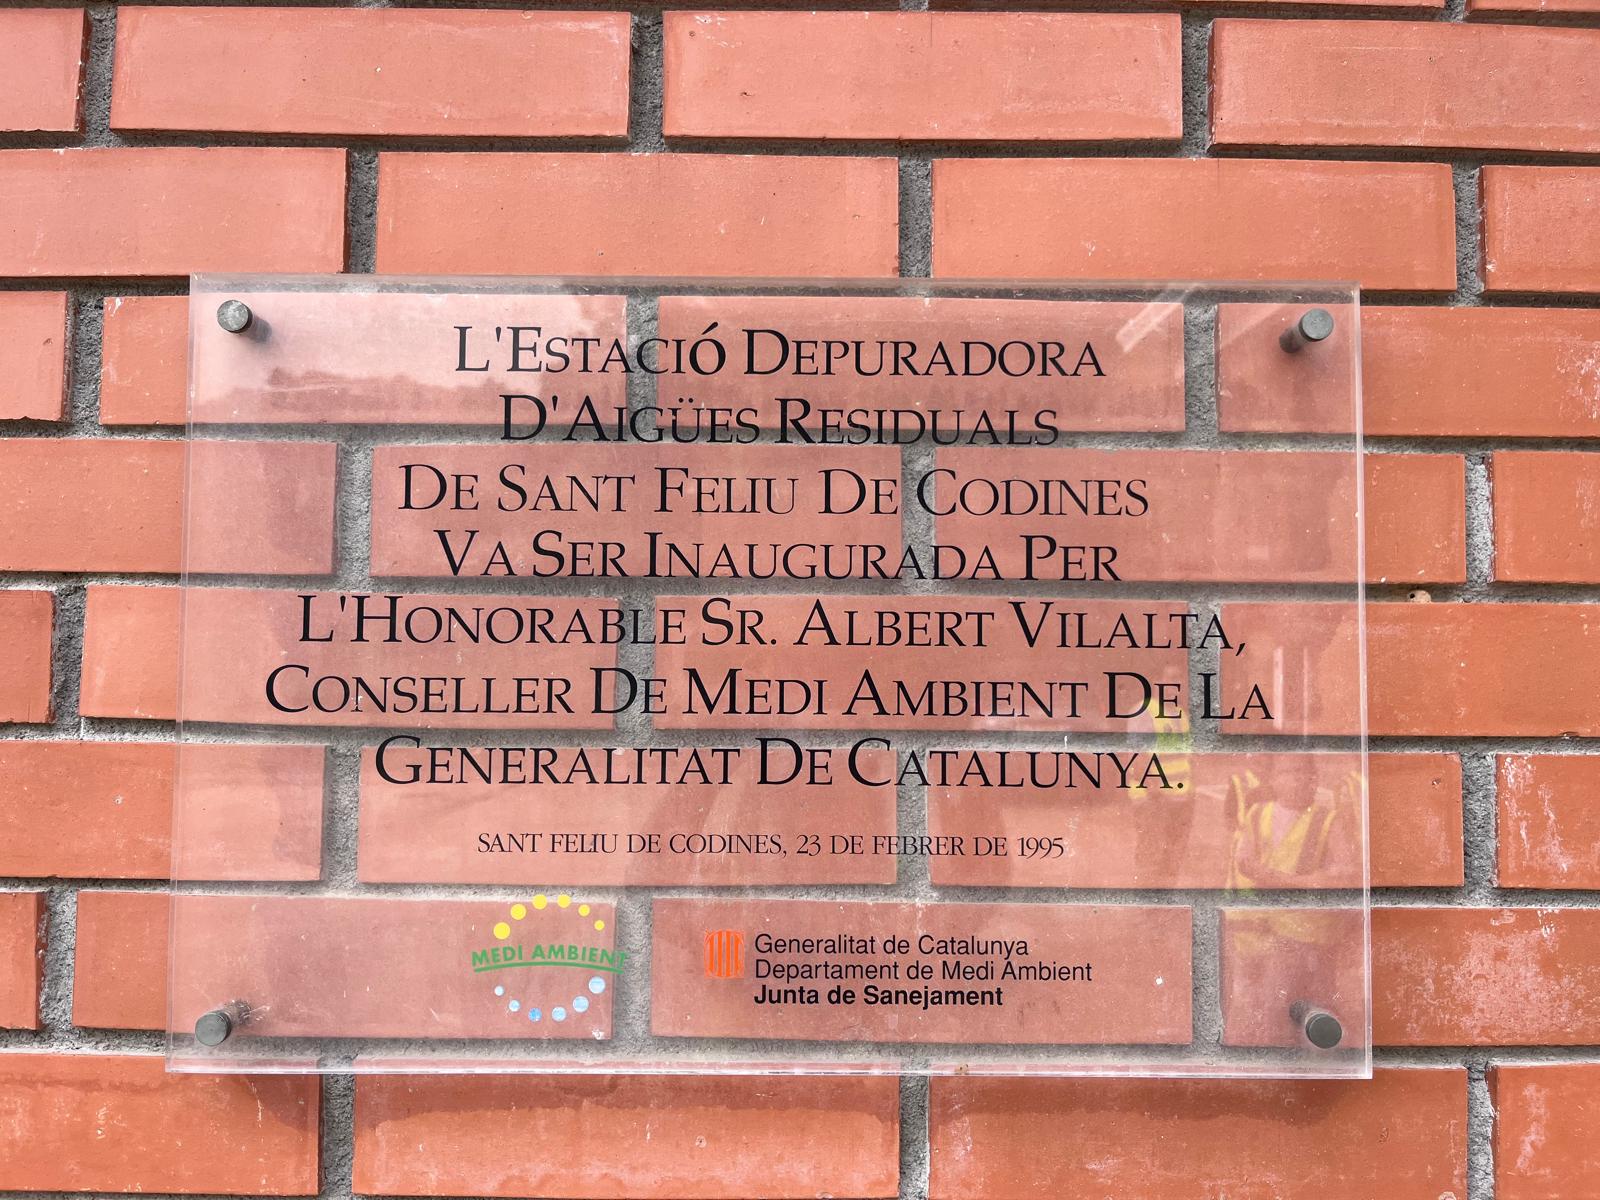 L'Estació Depuradora
D'Aigües Residuals
De Sant Feliu De Codines
Va Ser Inaugurada Per
L'Honorable Sr. Albert Vilalta,
Conseller De Medi Ambient De La
Generalitat De Catalunya.
SANT FELIU DE CODINES, 23 DE FEBRER DE 1995
MEDI AMBIENT
Generalitat de Catalunya
Departament de Medi Ambient
Junta de Sanejament